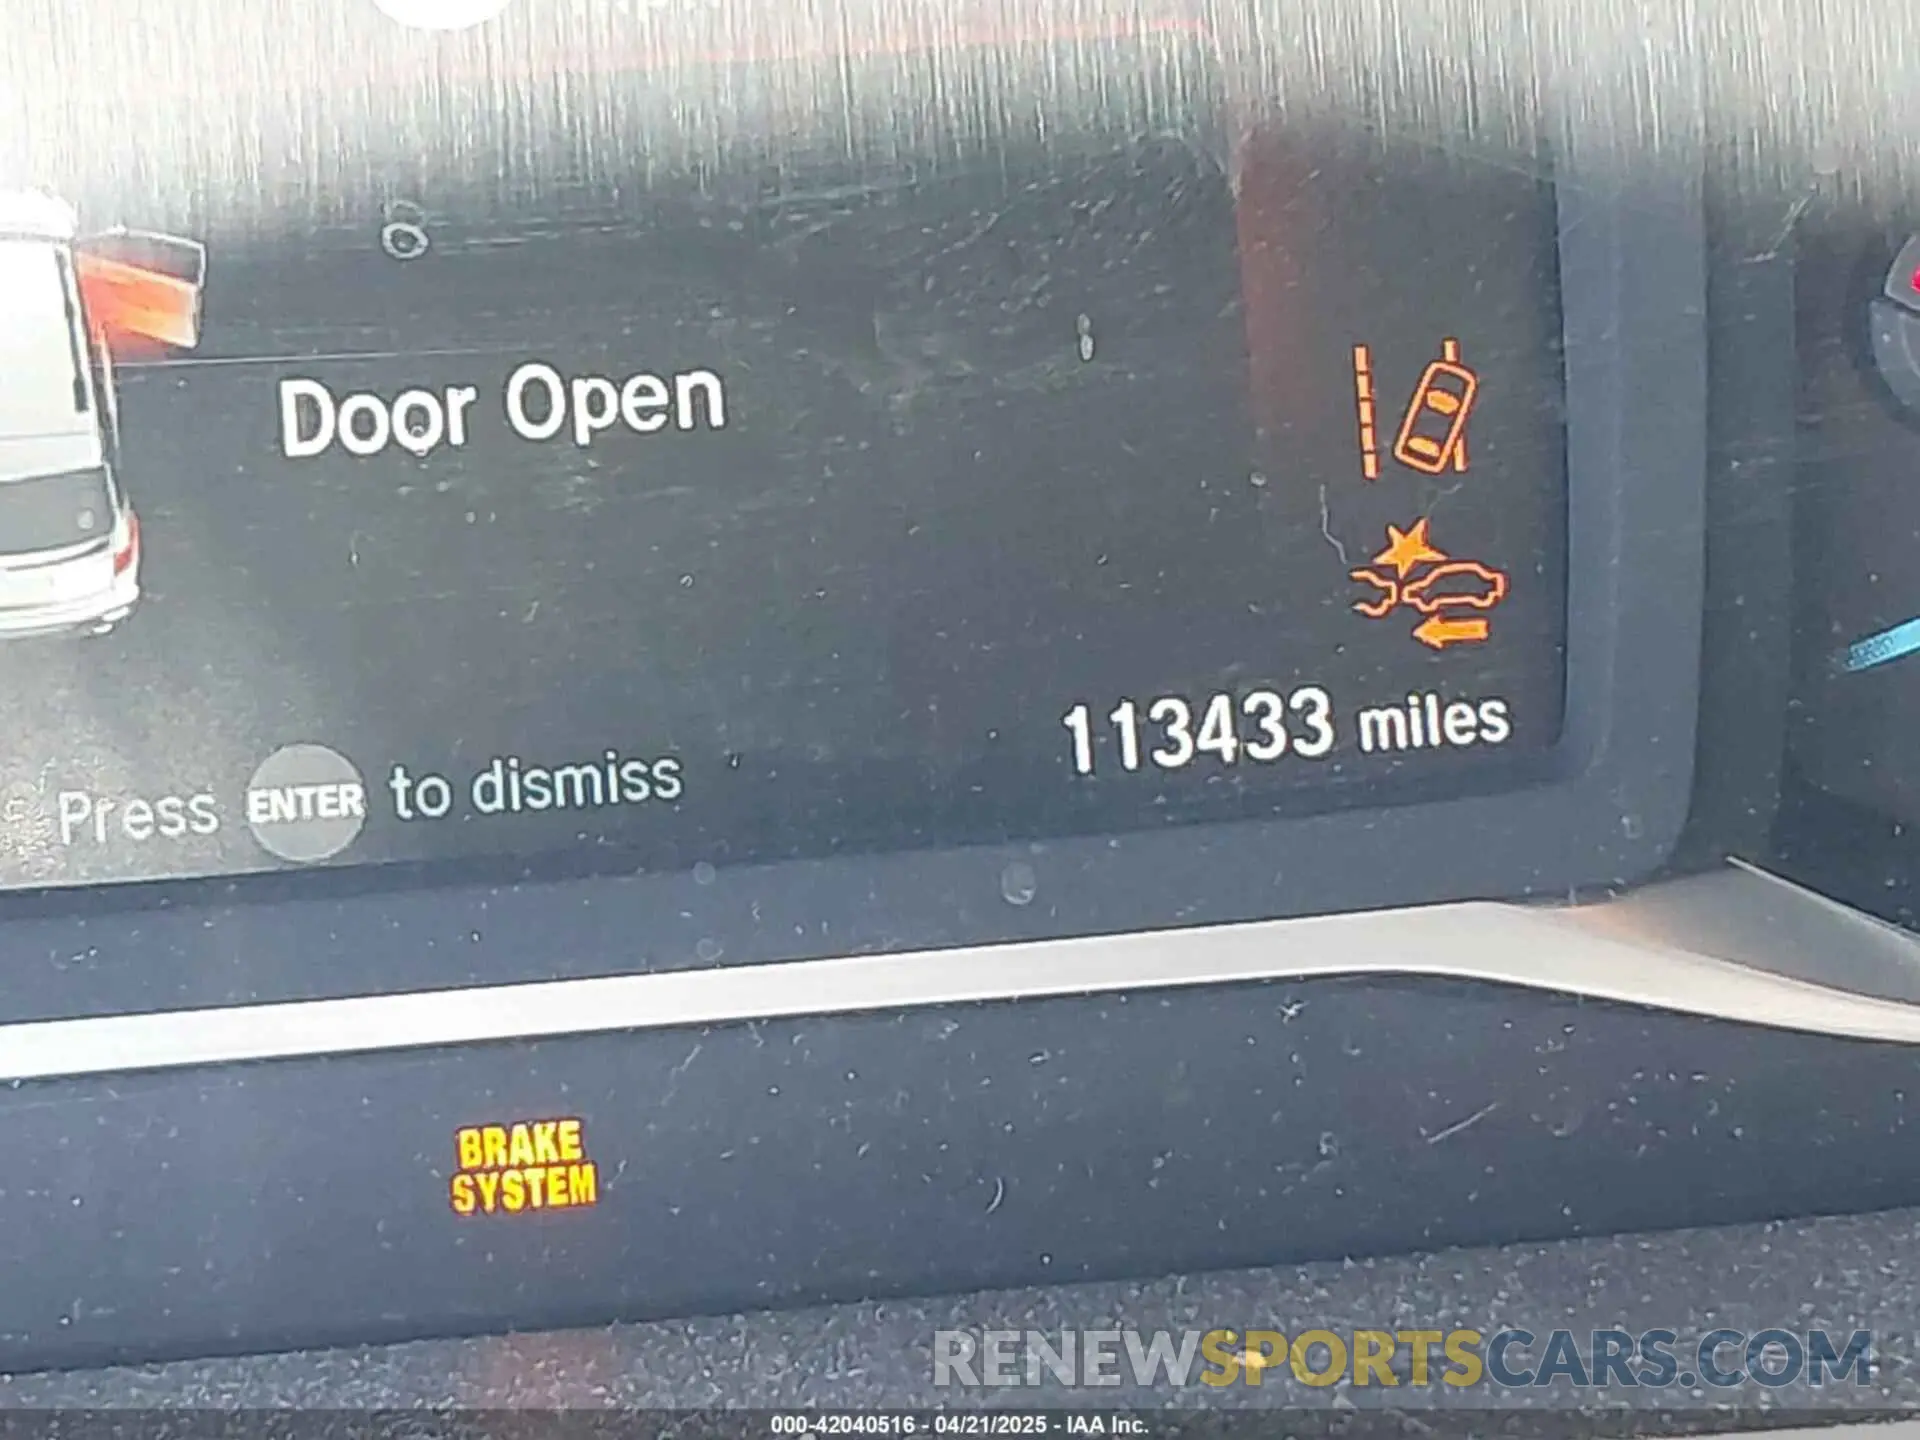 Door Open
113433 miles
Press ENTER to dismiss
BRAKE
SYSTEM
RENEWSPORTSCARS.COM
000-42040516 - 04/21/2025 - IAA Inc.